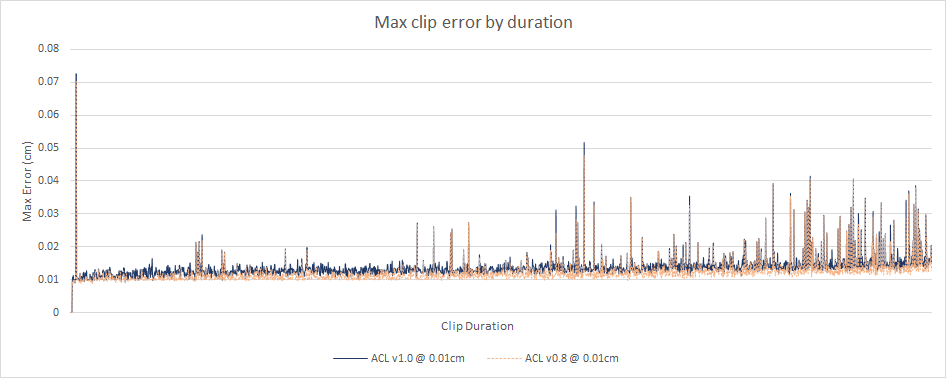 Max clip error by duration
0.08
0.07
0.06
0.05
0.04
0.03
0.02
0.01
0
Max Error (cm)
Clip Duration
ACL v1.0 @ 0.01cm ACL v0.8 @ 0.01cm